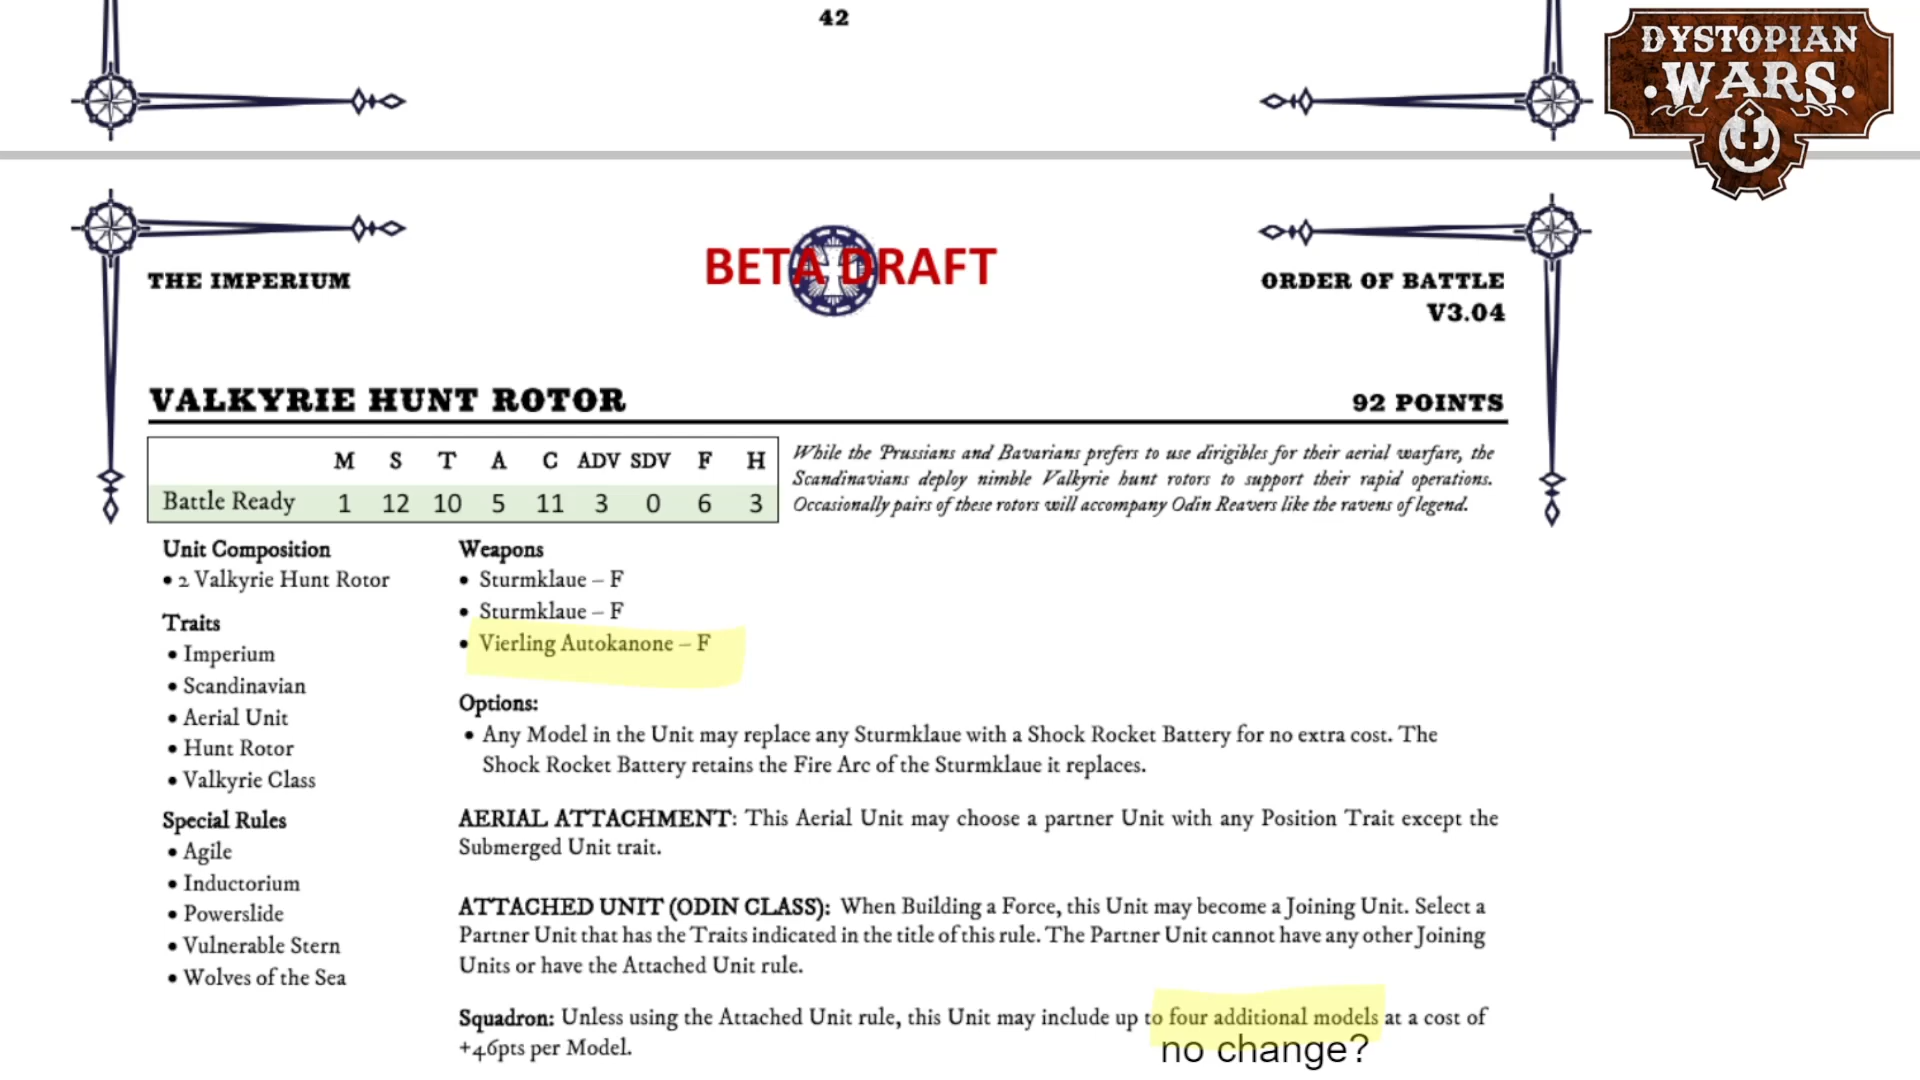 42
DYSTOPIAN
WARS
THE IMPERIUM
BETA DRAFT
ORDER OF BATTLE
V3.04
VALKYRIE HUNT ROTOR
92 POINTS
M S T A C ADV SDV F H
Battle Ready 1 12 10 5 11 3 0 6 3
While the Prussians and Bavarians prefers to use dirigibles for their aerial warfare, the
Scandinavians deploy nimble Valkyrie hunt rotors to support their rapid operations.
Occasionally pairs of these rotors will accompany Odin Reavers like the ravens of legend.
Unit Composition
• 2 Valkyrie Hunt Rotor
Traits
• Imperium
• Scandinavian
• Aerial Unit
• Hunt Rotor
• Valkyrie Class
Special Rules
• Agile
• Inductorium
• Powerslide
• Vulnerable Stern
• Wolves of the Sea
Weapons
• Sturmklaue – F
• Sturmklaue – F
• Vierling Autokanone – F
Options:
• Any Model in the Unit may replace any Sturmklaue with a Shock Rocket Battery for no extra cost. The
Shock Rocket Battery retains the Fire Arc of the Sturmklaue it replaces.
AERIAL ATTACHMENT: This Aerial Unit may choose a partner Unit with any Position Trait except the
Submerged Unit trait.
ATTACHED UNIT (ODIN CLASS): When Building a Force, this Unit may become a Joining Unit. Select a
Partner Unit that has the Traits indicated in the title of this rule. The Partner Unit cannot have any other Joining
Units or have the Attached Unit rule.
Squadron: Unless using the Attached Unit rule, this Unit may include up to four additional models at a cost of
+46pts per Model.
no change?